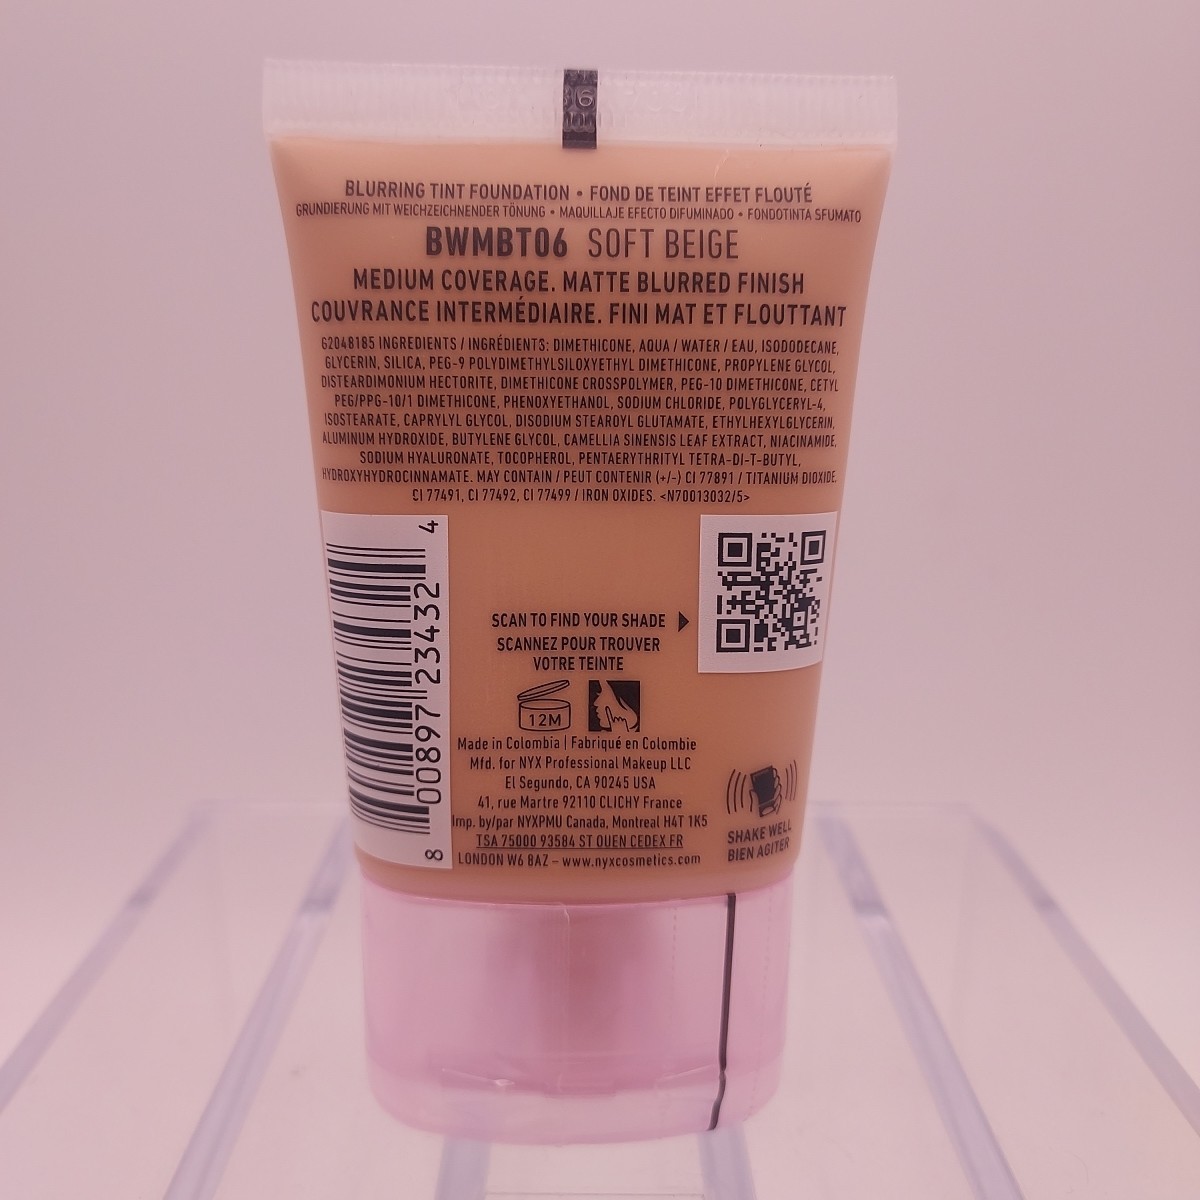 BLURRING TINT FOUNDATION • FOND DE TEINT EFFET FLOUTÉ
GRUNDIERUNG MIT WEICHZEICHNENDER TÖNUNG • MAQUILLAJE EFECTO DIFUMINADO • FONDOTINTA SFUMATO
BWMBT06 SOFT BEIGE
MEDIUM COVERAGE. MATTE BLURRED FINISH
COUVRANCE INTERMÉDIAIRE. FINI MAT ET FLOUTTANT
G2048185 INGREDIENTS / INGRÉDIENTS: DIMETHICONE, AQUA / WATER / EAU, ISODODECANE,
GLYCERIN, SILICA, PEG-9 POLYDIMETHYLSILOXYETHYL DIMETHICONE, PROPYLENE GLYCOL,
DISTEARDIMONIUM HECTORITE, DIMETHICONE CROSSPOLYMER, PEG-10 DIMETHICONE, CETYL
PEG/PPG-10/1 DIMETHICONE, PHENOXYETHANOL, SODIUM CHLORIDE, POLYGLYCERYL-4,
ISOSTEARATE, CAPRYLYL GLYCOL, DISODIUM STEAROYL GLUTAMATE, ETHYLHEXYLGLYCERIN,
ALUMINUM HYDROXIDE, BUTYLENE GLYCOL, CAMELLIA SINENSIS LEAF EXTRACT, NIACINAMIDE,
SODIUM HYALURONATE, TOCOPHEROL, PENTAERYTHRITYL TETRA-DI-T-BUTYL,
HYDROXYHYDROCINNAMATE. MAY CONTAIN / PEUT CONTENIR (+/-) CI 77891 / TITANIUM DIOXIDE.
CI 77491, CI 77492, CI 77499 / IRON OXIDES. <N70013032/5>
8 00897 23432 4
SCAN TO FIND YOUR SHADE
SCANNEZ POUR TROUVER
VOTRE TEINTE
12M
Made in Colombia | Fabriqué en Colombie
Mfd. for NYX Professional Makeup LLC
El Segundo, CA 90245 USA
41, rue Martre 92110 CLICHY France
Imp. by/par NYXPMU Canada, Montreal H4T 1K5
TSA 75000 93584 ST OUEN CEDEX FR
LONDON W6 8AZ – www.nyxcosmetics.com
SHAKE WELL
BIEN AGITER